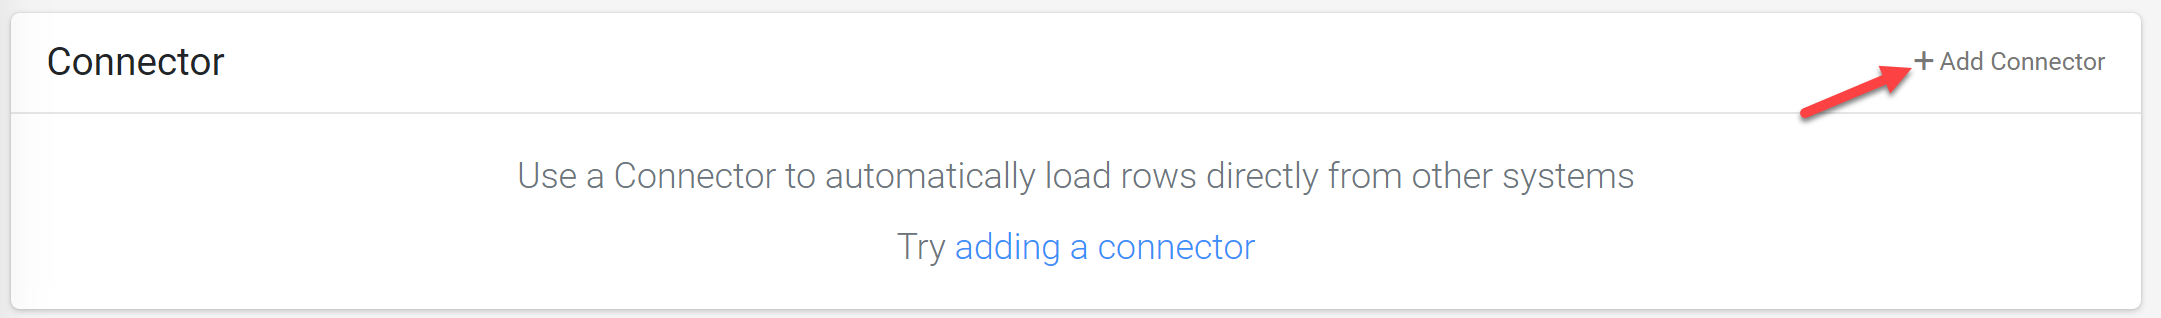 Connector
+ Add Connector
Use a Connector to automatically load rows directly from other systems
Try adding a connector